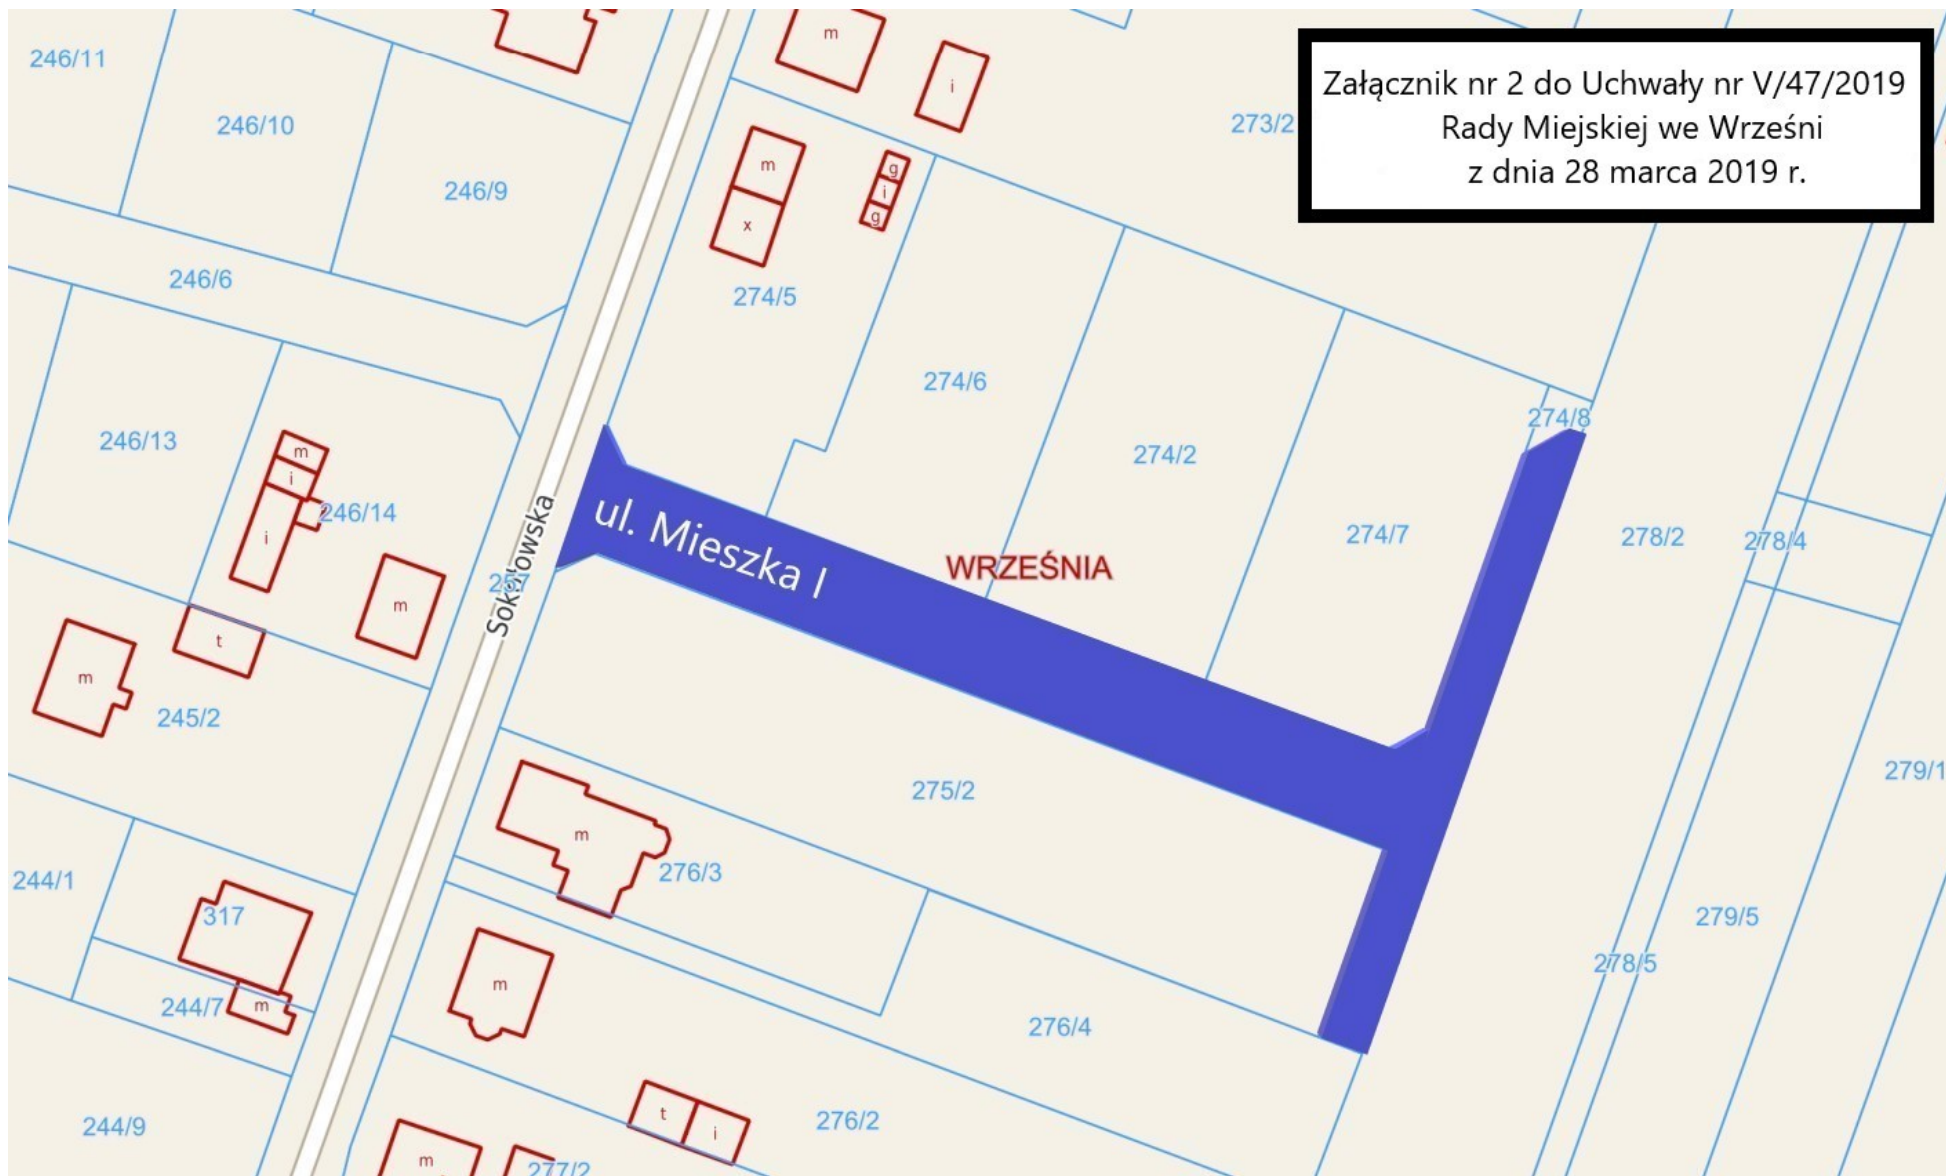 Załącznik nr 2 do Uchwały nr V/47/2019
Rady Miejskiej we Wrześni
z dnia 28 marca 2019 r.
246/11
m
i
246/10
273/2
m
g
246/9
i
x
g
246/6
274/5
274/6
274/8
246/13
m
274/2
i
246/14
ul. Mieszka I
274/7
i
278/2
278/4
WRZEŚNIA
257
Sokołowska
m
t
m
245/2
279/1
275/2
m
276/3
244/1
317
279/5
278/5
m
244/7
m
276/4
t
276/2
244/9
i
m
277/2